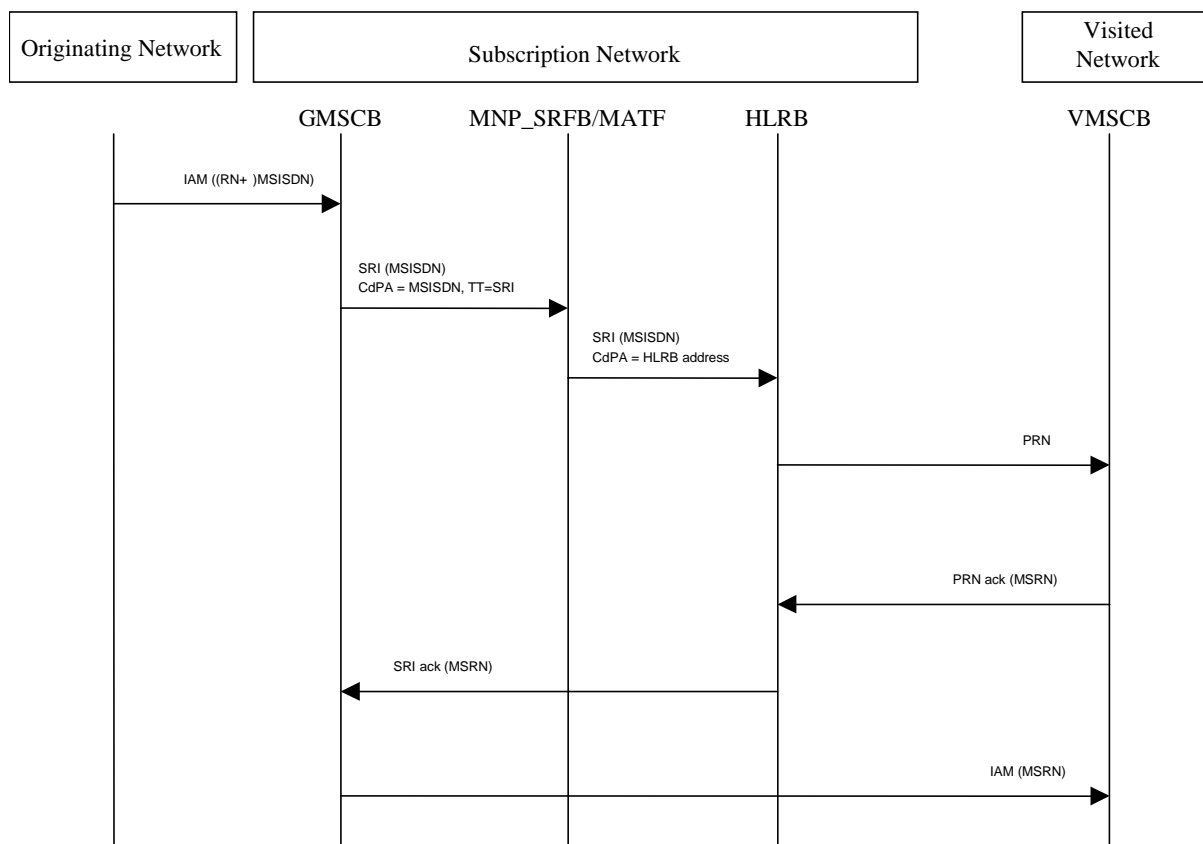 Originating Network
Subscription Network
Visited
Network
GMSCB
MNP_SRFB/MATF
HLRB
VMSCB
IAM ((RN+ )MSISDN)
SRI (MSISDN)
CdPA = MSISDN, TT=SRI
SRI (MSISDN)
CdPA = HLRB address
PRN
PRN ack (MSRN)
SRI ack (MSRN)
IAM (MSRN)